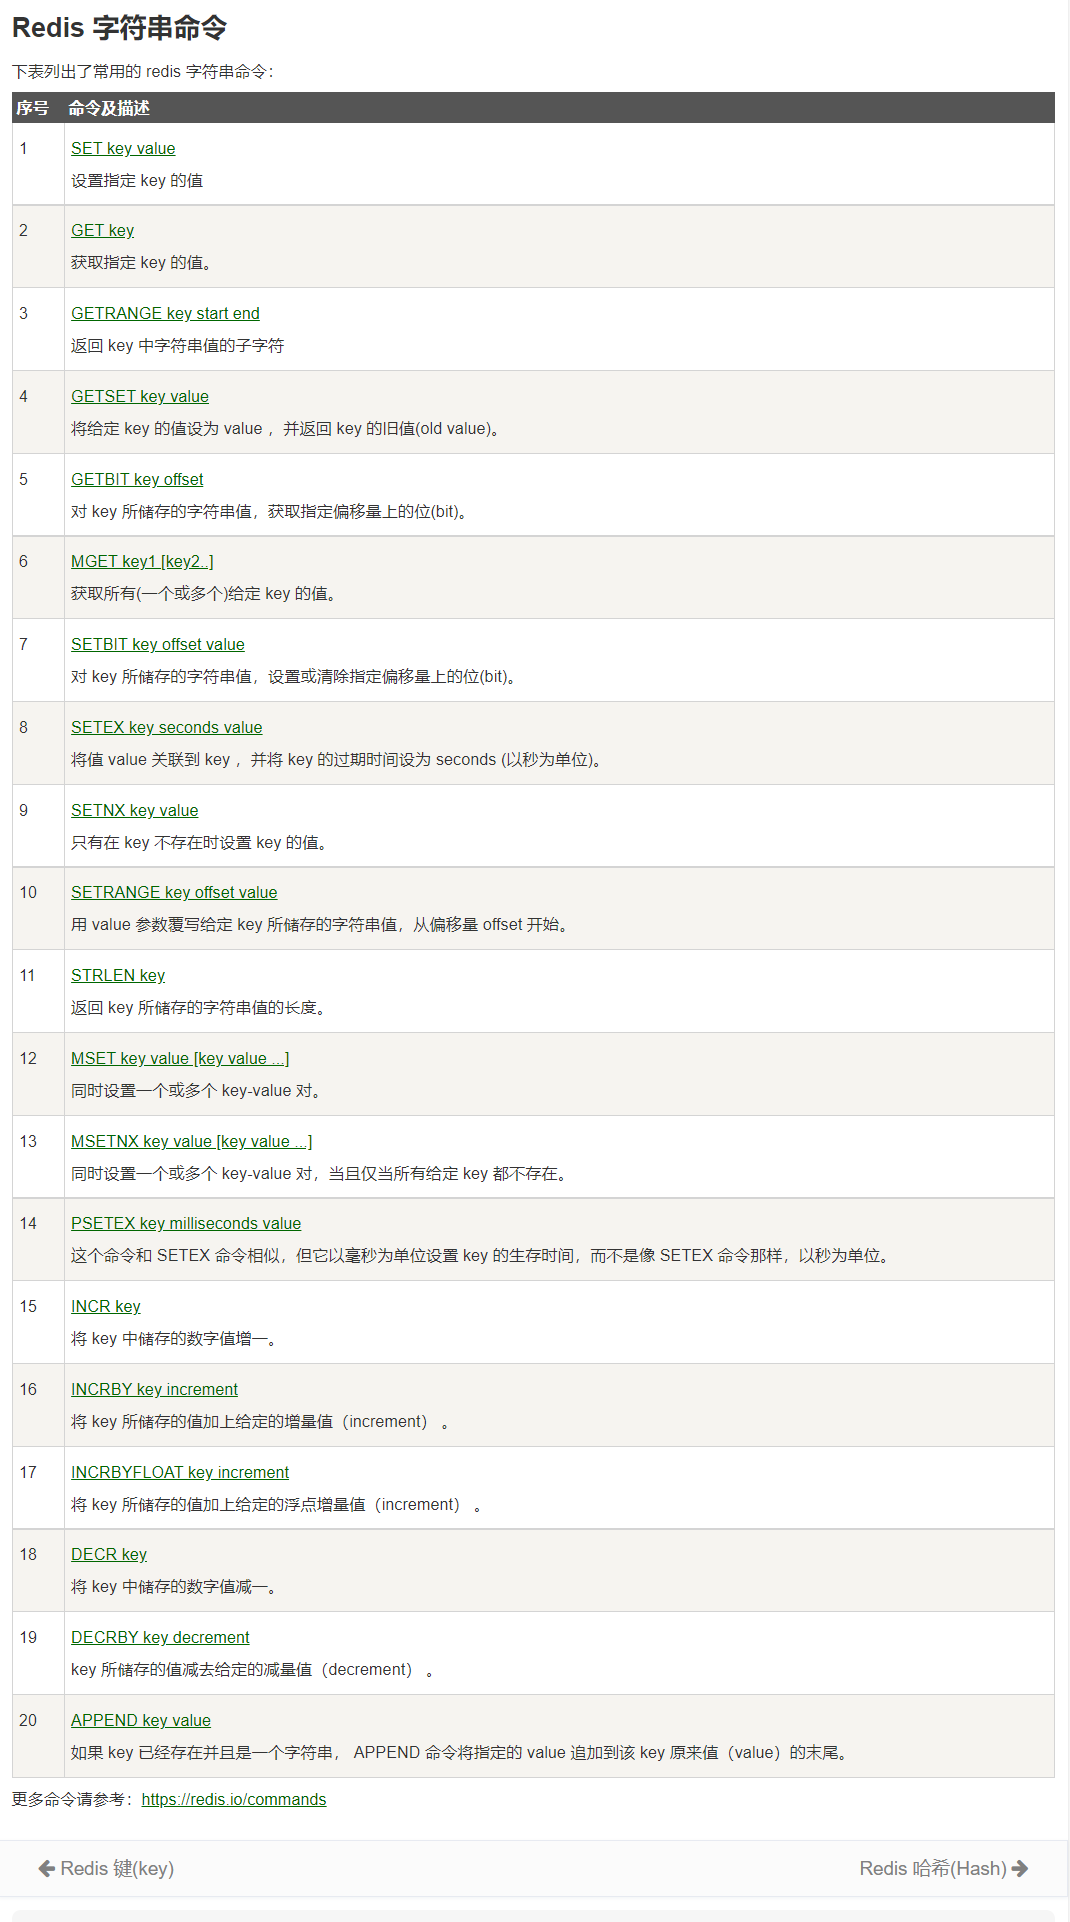 Redis 字符串命令
下表列出了常用的 redis 字符串命令：
序号 命令及描述
1 SET key value
设置指定 key 的值
2 GET key
获取指定 key 的值。
3 GETRANGE key start end
返回 key 中字符串值的子字符
4 GETSET key value
将给定 key 的值设为 value ，并返回 key 的旧值(old value)。
5 GETBIT key offset
对 key 所储存的字符串值，获取指定偏移量上的位(bit)。
6 MGET key1 [key2..]
获取所有(一个或多个)给定 key 的值。
7 SETBIT key offset value
对 key 所储存的字符串值，设置或清除指定偏移量上的位(bit)。
8 SETEX key seconds value
将值 value 关联到 key ，并将 key 的过期时间设为 seconds (以秒为单位)。
9 SETNX key value
只有在 key 不存在时设置 key 的值。
10 SETRANGE key offset value
用 value 参数覆写给定 key 所储存的字符串值，从偏移量 offset 开始。
11 STRLEN key
返回 key 所储存的字符串值的长度。
12 MSET key value [key value ...]
同时设置一个或多个 key-value 对。
13 MSETNX key value [key value ...]
同时设置一个或多个 key-value 对，当且仅当所有给定 key 都不存在。
14 PSETEX key milliseconds value
这个命令和 SETEX 命令相似，但它以毫秒为单位设置 key 的生存时间，而不是像 SETEX 命令那样，以秒为单位。
15 INCR key
将 key 中储存的数字值增一。
16 INCRBY key increment
将 key 所储存的值加上给定的增量值（increment） 。
17 INCRBYFLOAT key increment
将 key 所储存的值加上给定的浮点增量值（increment） 。
18 DECR key
将 key 中储存的数字值减一。
19 DECRBY key decrement
key 所储存的值减去给定的减量值（decrement） 。
20 APPEND key value
如果 key 已经存在并且是一个字符串， APPEND 命令将指定的 value 追加到该 key 原来值（value）的末尾。
更多命令请参考：https://redis.io/commands
Redis 键(key) Redis 哈希(Hash)